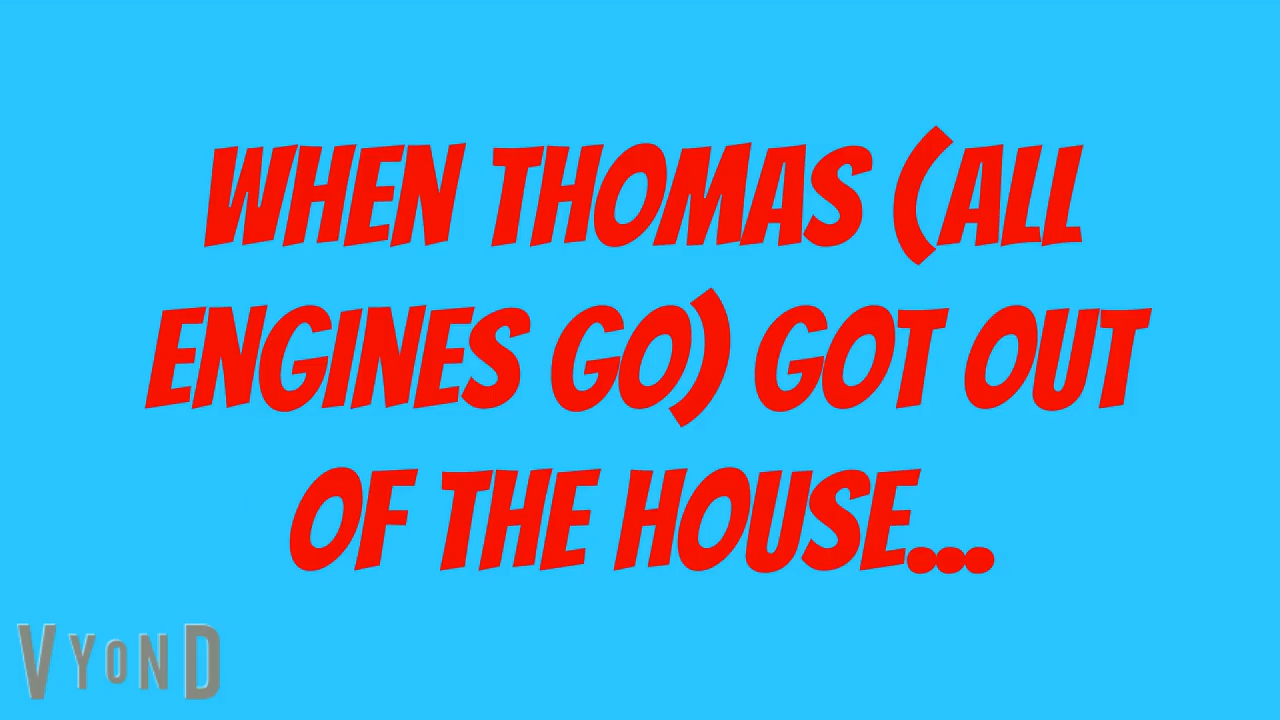 WHEN THOMAS (ALL
ENGINES GO) GOT OUT
OF THE HOUSE...
VYOND